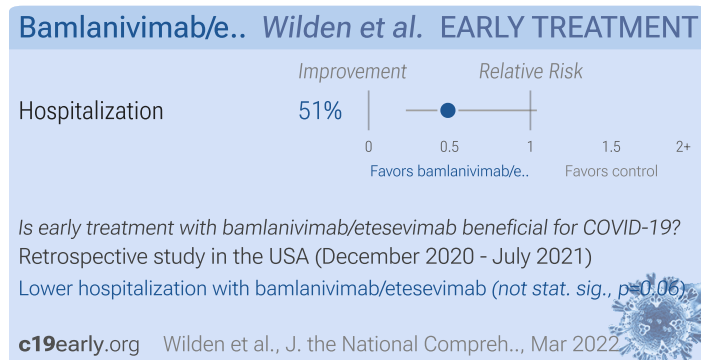 Bamlanivimab/e.. Wilden et al. EARLY TREATMENT
Improvement Relative Risk
Hospitalization 51%
0 0.5 1 1.5 2+
Favors bamlanivimab/e.. Favors control
Is early treatment with bamlanivimab/etesevimab beneficial for COVID-19?
Retrospective study in the USA (December 2020 - July 2021)
Lower hospitalization with bamlanivimab/etesevimab (not stat. sig., p=0.06)
c19early.org Wilden et al., J. the National Compreh.., Mar 2022